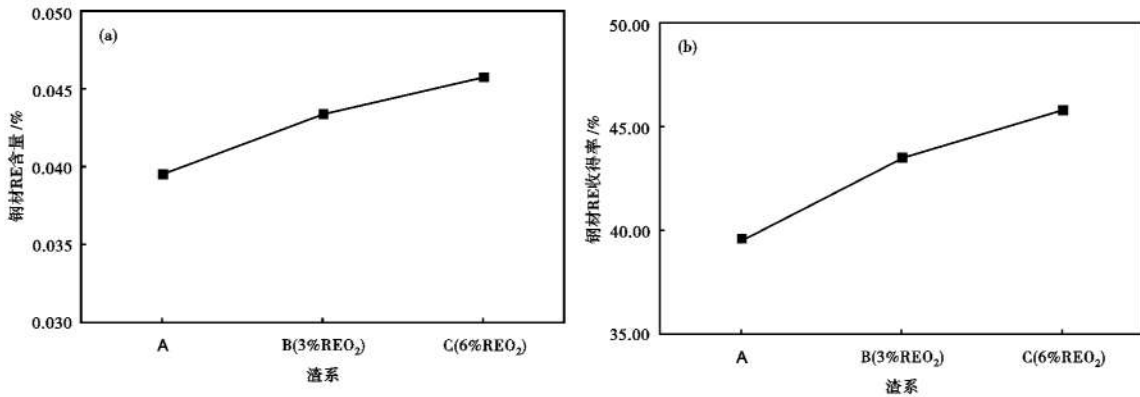 (a)
钢材RE含量/%
0.050
0.045
0.040
0.035
0.030
A
B(3%REO₂)
C(6%REO₂)
渣系
(b)
钢材RE收得率/%
50.00
45.00
40.00
35.00
A
B(3%REO₂)
C(6%REO₂)
渣系